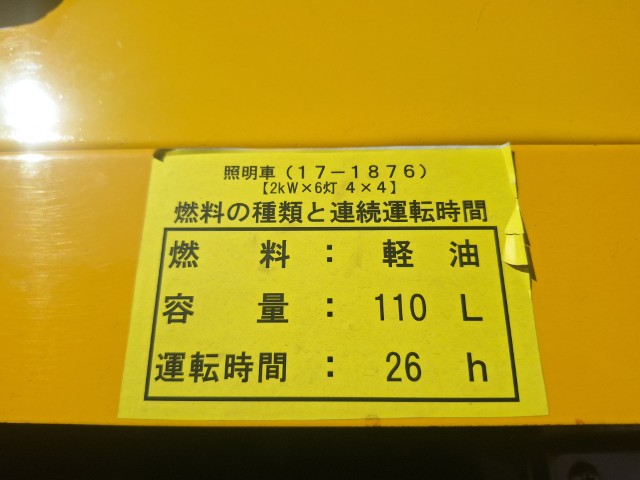 照明車（17－1876）
【2kW×6灯 4×4】
燃料の種類と連続運転時間
燃料：軽油
容量：110 L
運転時間：26 h